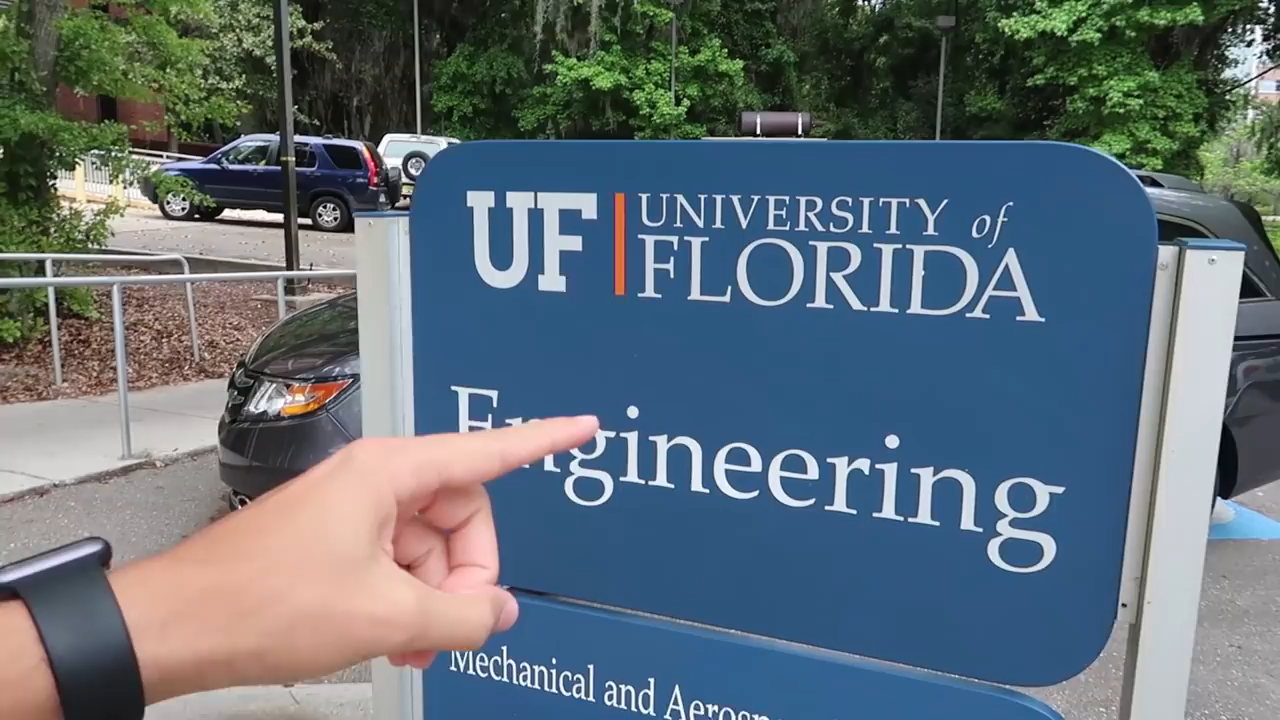 UF | UNIVERSITY of
FLORIDA
Engineering
Mechanical and